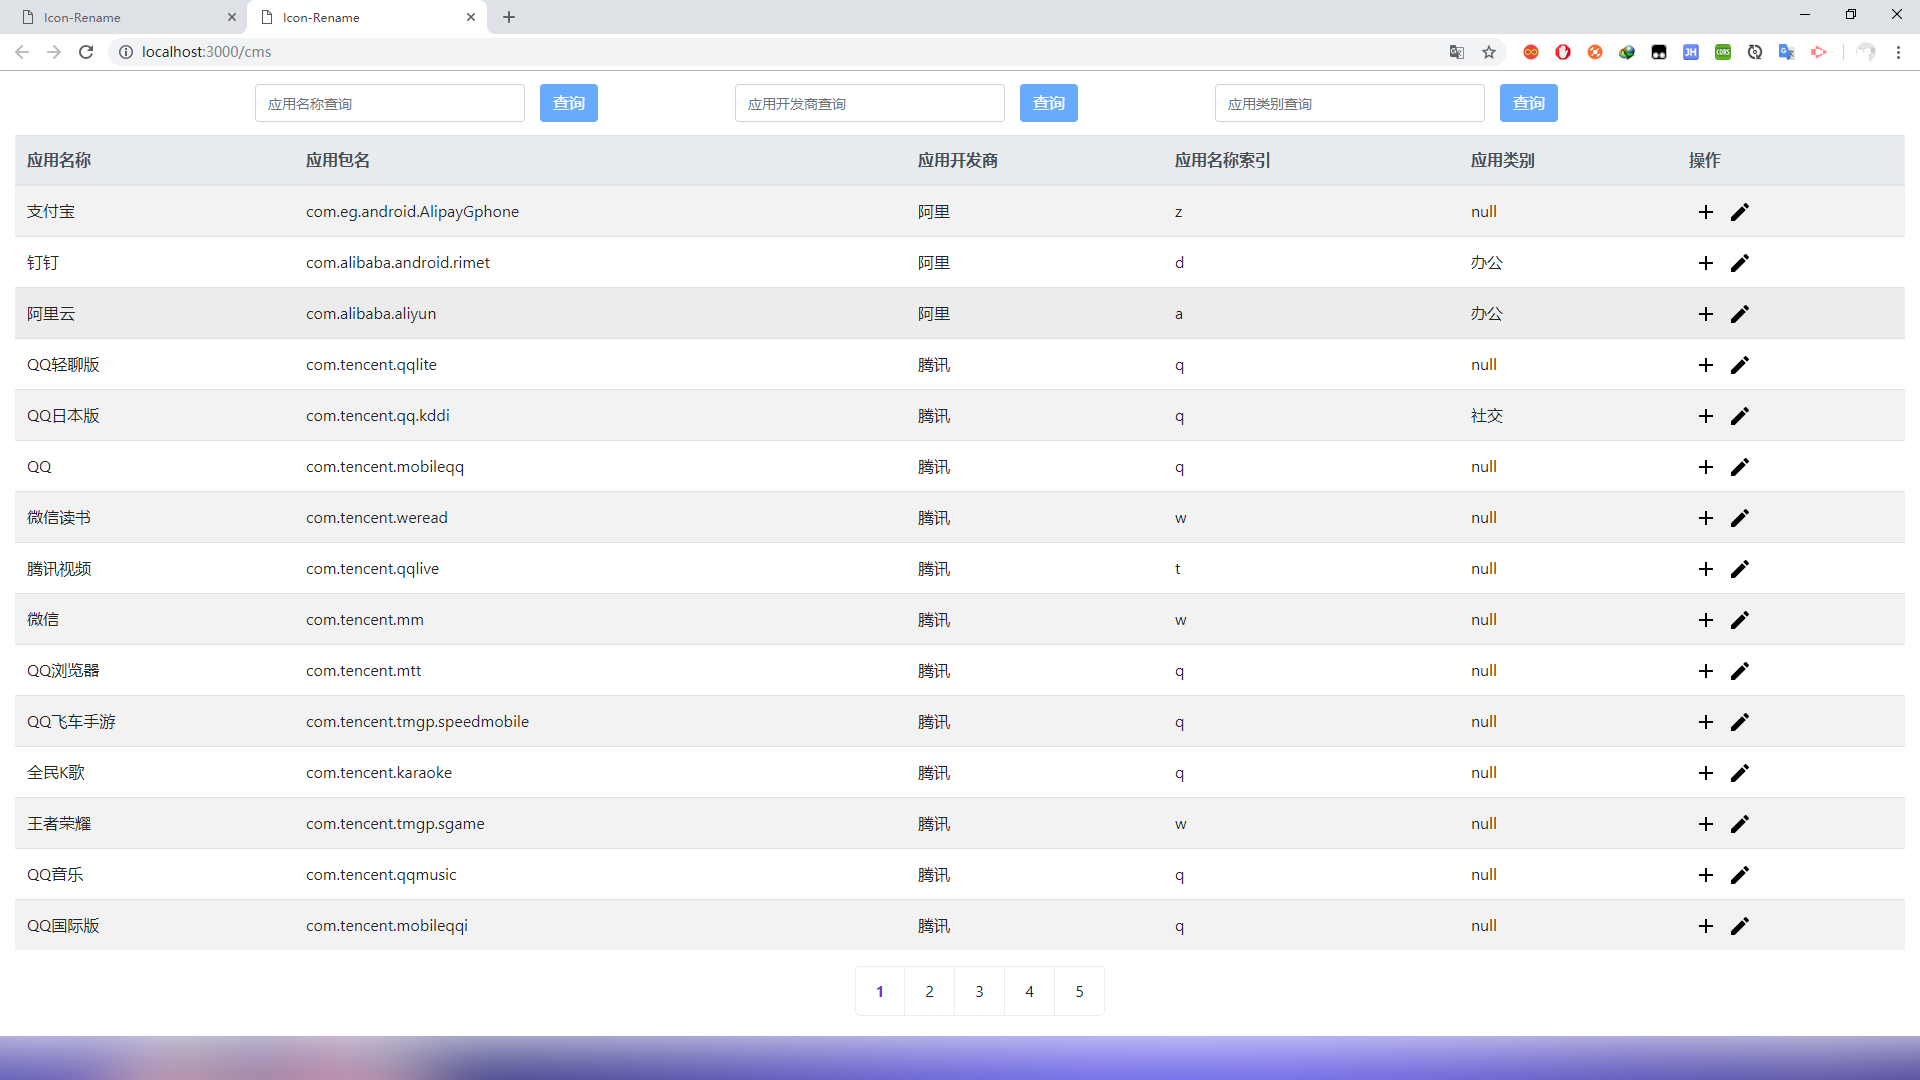 Icon-Rename
Icon-Rename
localhost:3000/cms
JH
CORS
应用名称查询 查询 应用开发商查询 查询 应用类别查询 查询
应用名称 应用包名 应用开发商 应用名称索引 应用类别 操作
支付宝 com.eg.android.AlipayGphone 阿里 z null
钉钉 com.alibaba.android.rimet 阿里 d 办公
阿里云 com.alibaba.aliyun 阿里 a 办公
QQ轻聊版 com.tencent.qqlite 腾讯 q null
QQ日本版 com.tencent.qq.kddi 腾讯 q 社交
QQ com.tencent.mobileqq 腾讯 q null
微信读书 com.tencent.weread 腾讯 w null
腾讯视频 com.tencent.qqlive 腾讯 t null
微信 com.tencent.mm 腾讯 w null
QQ浏览器 com.tencent.mtt 腾讯 q null
QQ飞车手游 com.tencent.tmgp.speedmobile 腾讯 q null
全民K歌 com.tencent.karaoke 腾讯 q null
王者荣耀 com.tencent.tmgp.sgame 腾讯 w null
QQ音乐 com.tencent.qqmusic 腾讯 q null
QQ国际版 com.tencent.mobileqqi 腾讯 q null
1 2 3 4 5